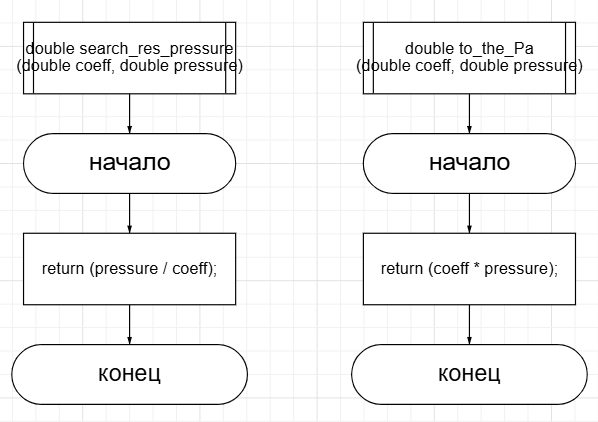 double search_res_pressure
(double coeff, double pressure)
начало
return (pressure / coeff);
конец
double to_the_Pa
(double coeff, double pressure)
начало
return (coeff * pressure);
конец